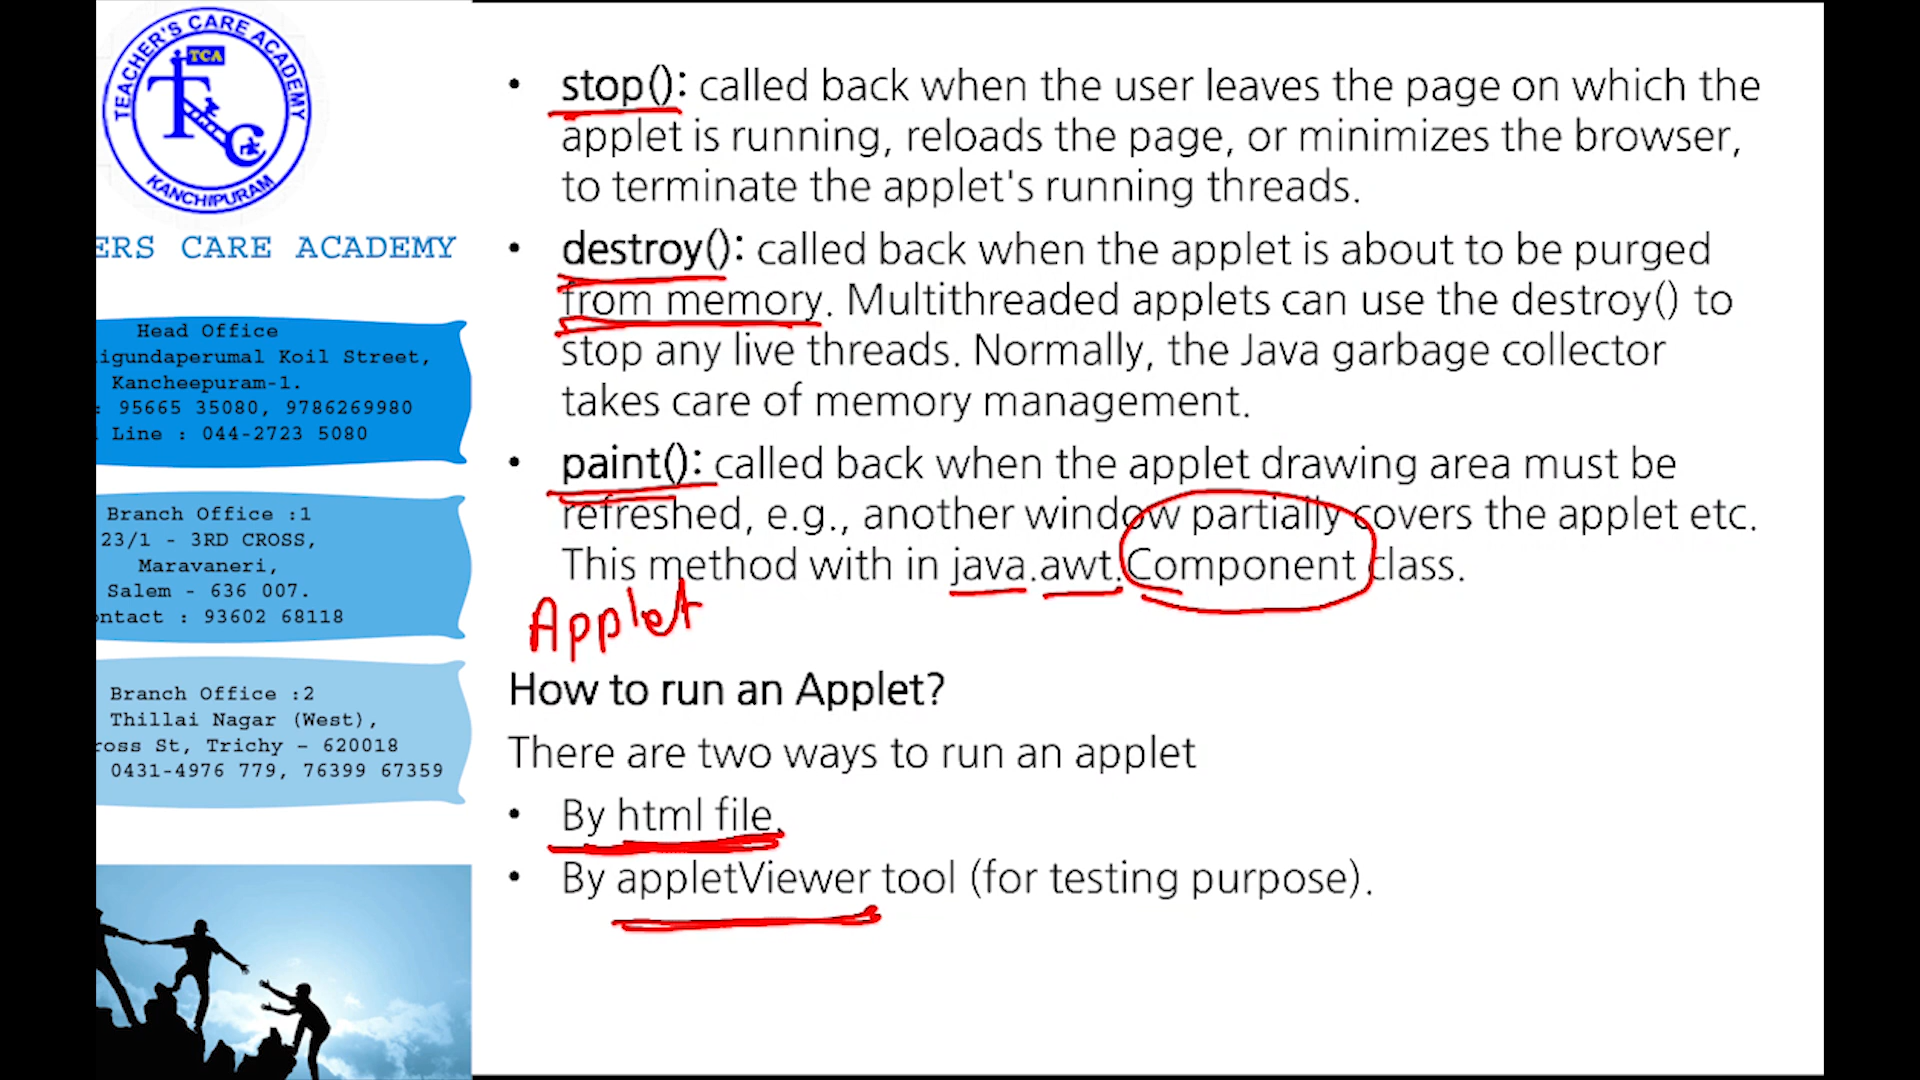 TEACHER'S CARE ACADEMY
TCA
KANCHIPURAM
ERS CARE ACADEMY
Head Office
igundaperumal Koil Street,
Kancheepuram-1.
: 95665 35080, 9786269980
Line : 044-2723 5080
Branch Office :1
23/1 - 3RD CROSS,
Maravaneri,
Salem - 636 007.
ontact : 93602 68118
Branch Office :2
Thillai Nagar (West),
ross St, Trichy – 620018
0431-4976 779, 76399 67359
• stop(): called back when the user leaves the page on which the
applet is running, reloads the page, or minimizes the browser,
to terminate the applet's running threads.
• destroy(): called back when the applet is about to be purged
from memory. Multithreaded applets can use the destroy() to
stop any live threads. Normally, the Java garbage collector
takes care of memory management.
• paint(): called back when the applet drawing area must be
refreshed, e.g., another window partially covers the applet etc.
This method with in java.awt.Component class.
Applet
How to run an Applet?
There are two ways to run an applet
• By html file.
• By appletViewer tool (for testing purpose).